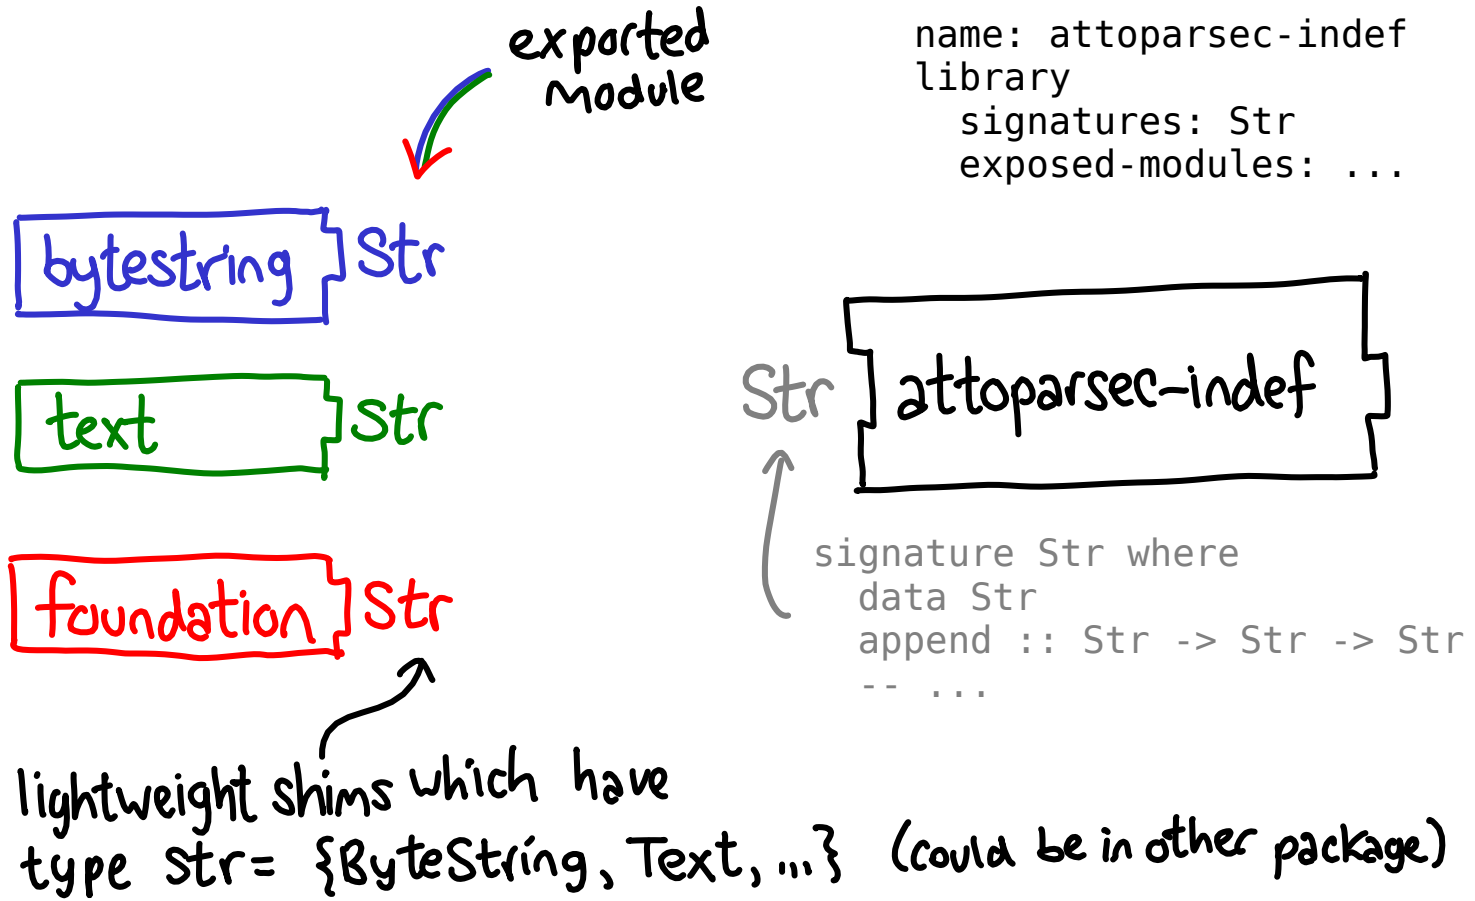 exported
module
name: attoparsec-indef
library
signatures: Str
exposed-modules: ...
bytestring Str
text Str
foundation Str
Str attoparsec-indef
signature Str where
data Str
append :: Str -> Str -> Str
-- ...
lightweight shims which have
type Str = {ByteString, Text, ...} (could be in other package)